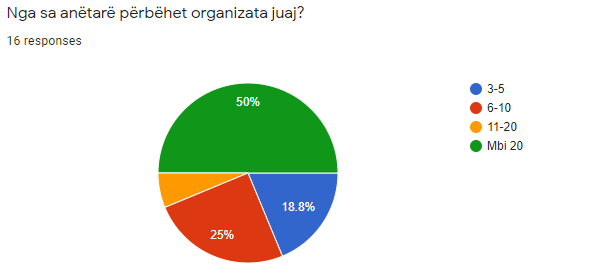 Nga sa anëtarë përbëhet organizata juaj?
16 responses
50%
18.8%
25%
3-5
6-10
11-20
Mbi 20